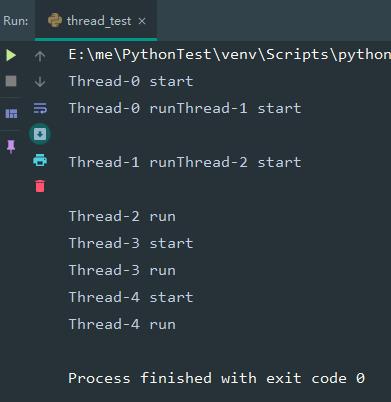 Run: thread_test ×
E:\me\PythonTest\venv\Scripts\python
Thread-0 start
Thread-0 runThread-1 start
Thread-1 runThread-2 start
Thread-2 run
Thread-3 start
Thread-3 run
Thread-4 start
Thread-4 run
Process finished with exit code 0